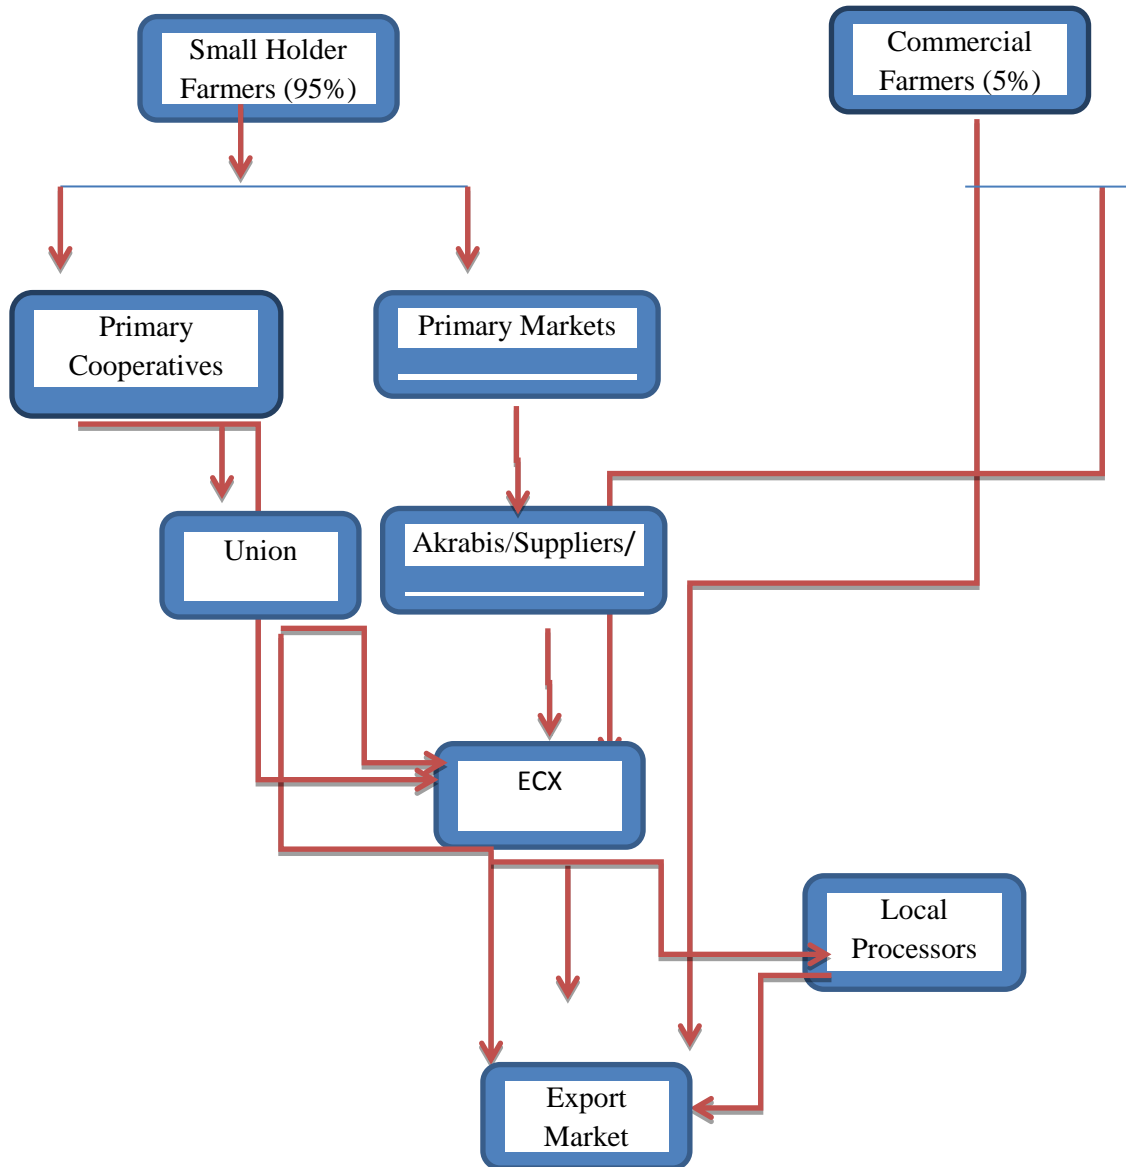 Small Holder
Farmers (95%)
Commercial
Farmers (5%)
Primary
Cooperatives
Primary Markets
Union
Akrabis/Suppliers/
ECX
Local
Processors
Export
Market